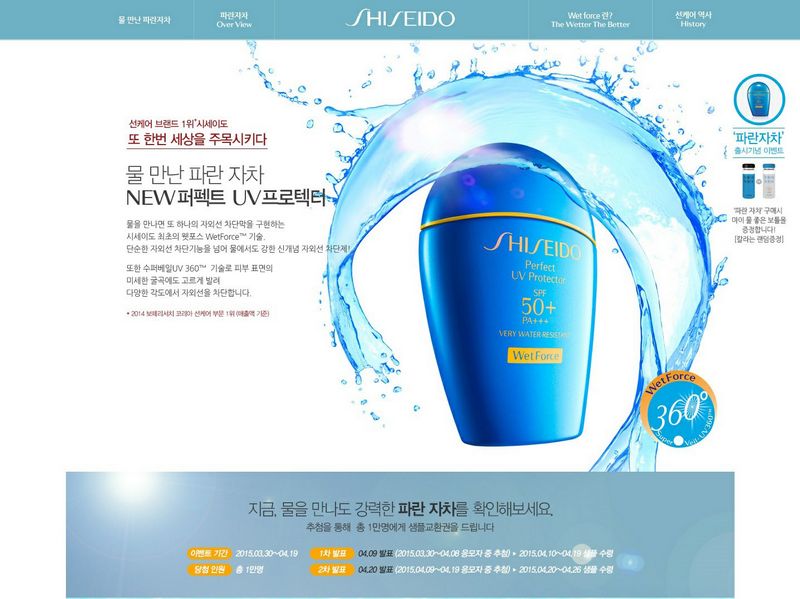 물 만난 파란자차
파란자차
Over View
SHISEIDO
Wet force 란?
The Wetter The Better
선케어 역사
History
선케어 브랜드 1위*시세이도
또 한번 세상을 주목시키다
물 만난 파란 자차
NEW퍼펙트 UV프로텍터
물을 만나면 또 하나의 자외선 차단막을 구현하는
시세이도 최초의 웻포스 WetForce™ 기술.
단순한 자외선 차단기능을 넘어 물에서도 강한 신개념 자외선 차단제!
또한 수퍼베일UV 360™ 기술로 피부 표면의
미세한 굴곡에도 고르게 발려
다양한 각도에서 자외선을 차단합니다.
* 2014 보떼리서치 코리아 선케어 부문 1위 (매출액 기준)
SHISEIDO
Perfect
UV Protector
SPF
50+
PA+++
VERY WATER-RESISTANT
WetForce
WetForce
360°
Super Veil-UV360™
'파란자차'
출시기념 이벤트
'파란 자차' 구매시
마이 물 좋은 보틀을
증정합니다!
[칼라는 랜덤증정]
지금, 물을 만나도 강력한 파란 자차를 확인해보세요.
추첨을 통해 총 1만명에게 샘플교환권을 드립니다
이벤트 기간 2015.03.30~04.19 1차 발표 04.09 발표 (2015.03.30~04.08 응모자 중 추첨) ▸ 2015.04.10~04.19 샘플 수령
당첨 인원 총 1만명 2차 발표 04.20 발표 (2015.04.09~04.19 응모자 중 추첨) ▸ 2015.04.20~04.26 샘플 수령